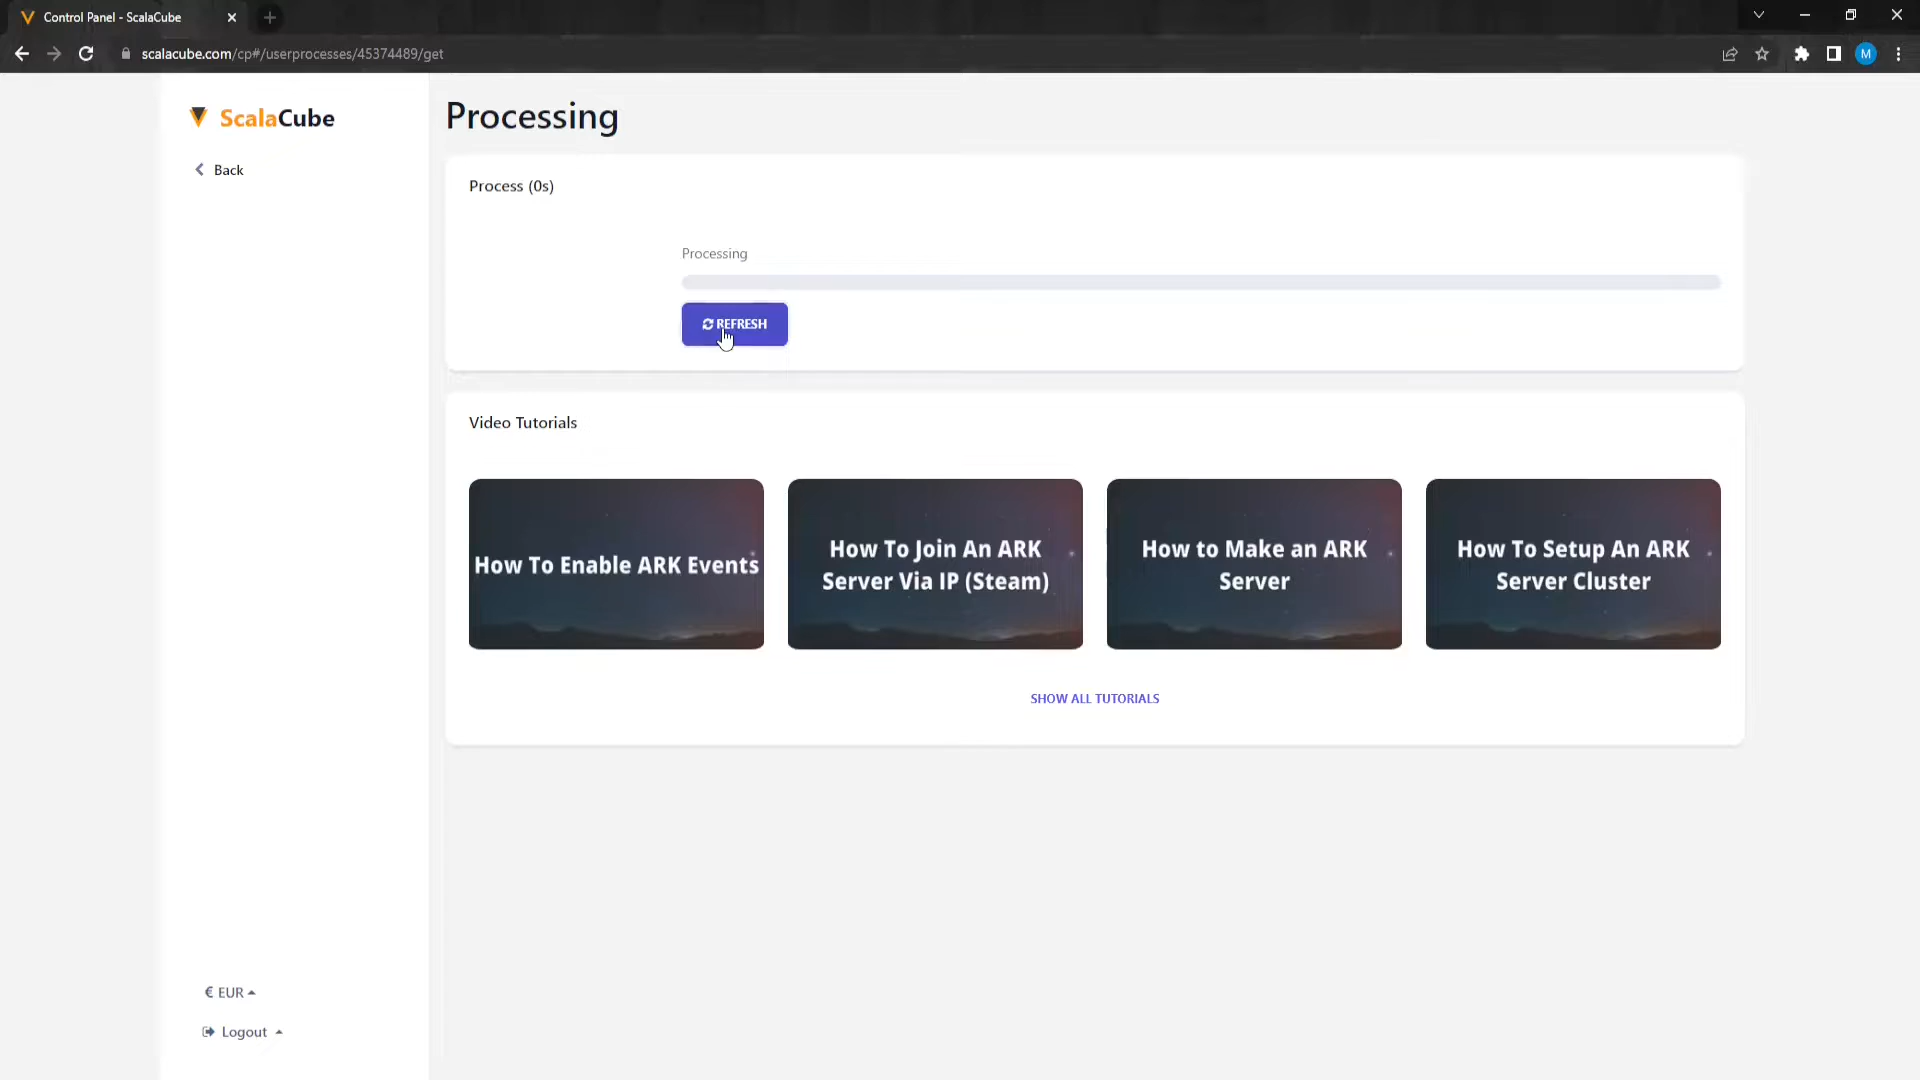 Control Panel - ScalaCube
scalacube.com/cp#/userprocesses/45374489/get
M
ScalaCube
Back
Processing
Process (0s)
Processing
REFRESH
Video Tutorials
How To Enable ARK Events
How To Join An ARK
Server Via IP (Steam)
How to Make an ARK
Server
How To Setup An ARK
Server Cluster
SHOW ALL TUTORIALS
€ EUR
Logout